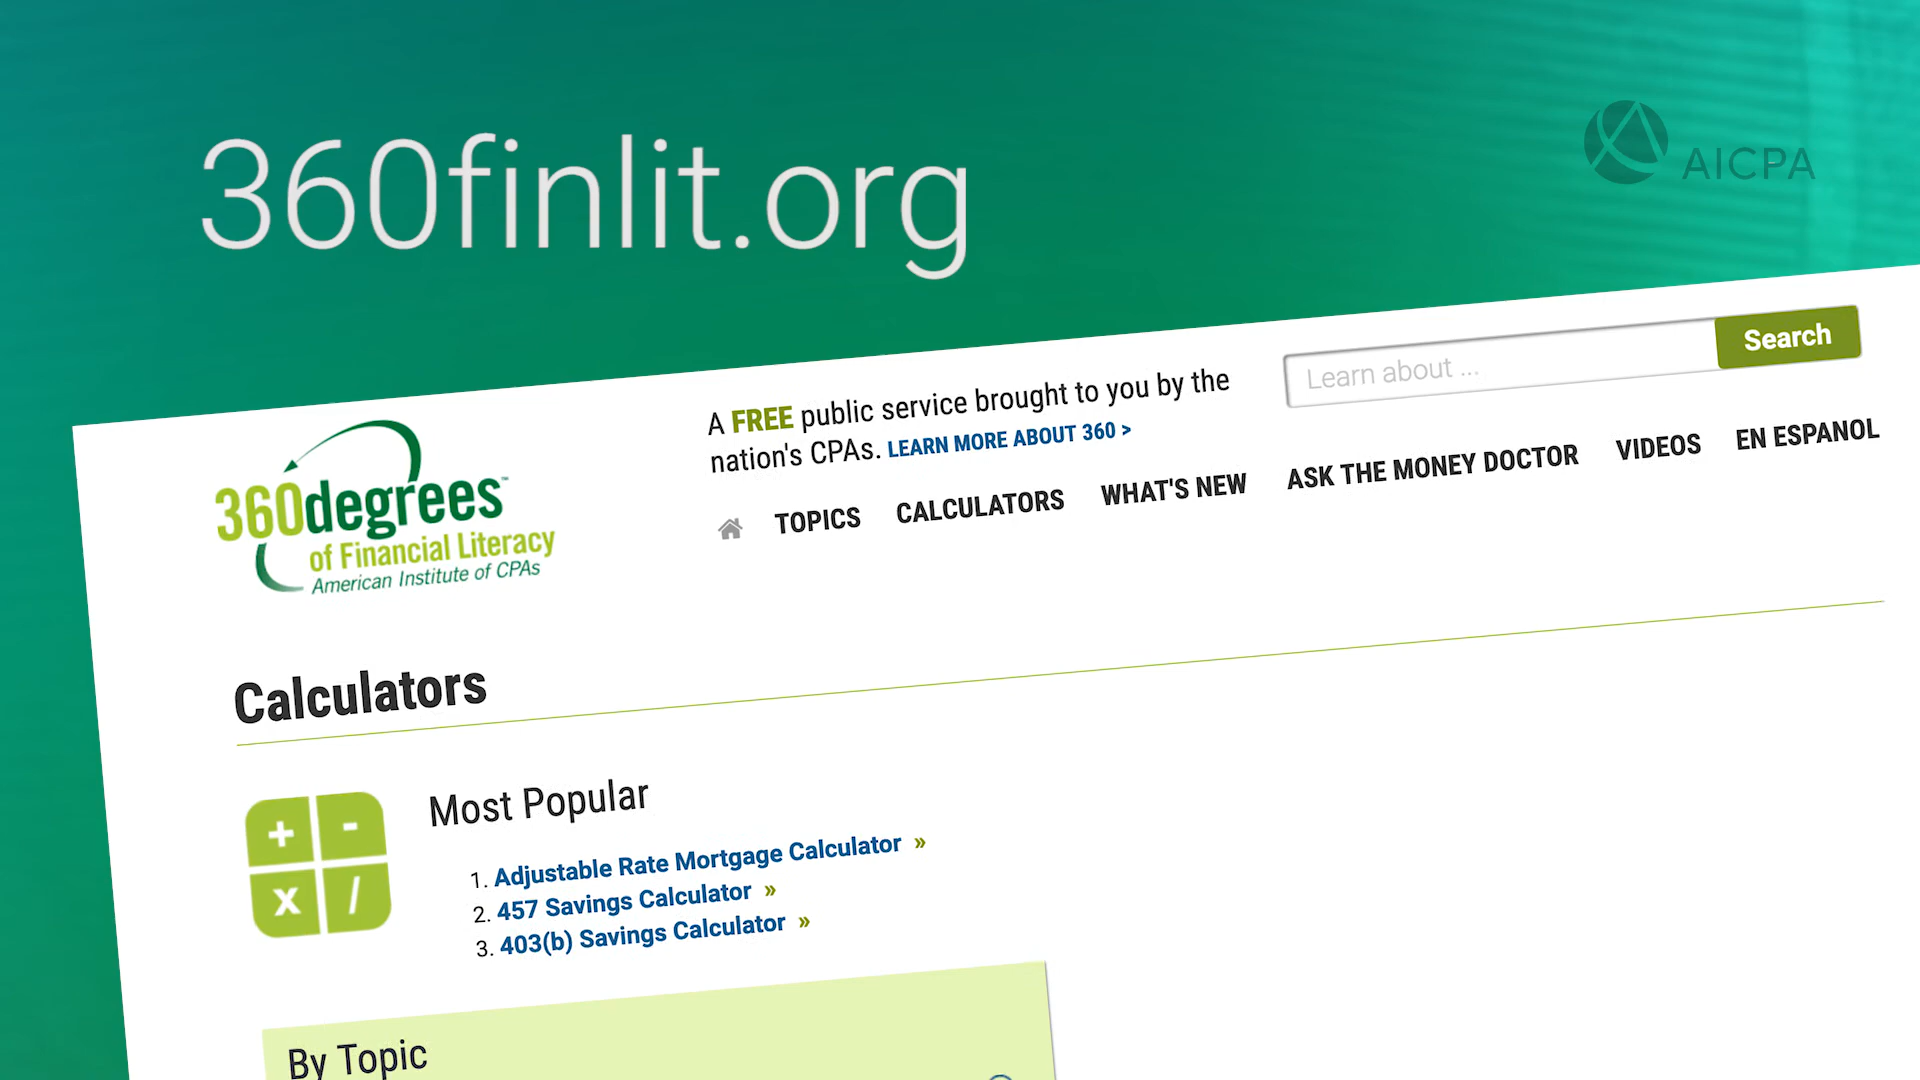 360finlit.org
AICPA
A FREE public service brought to you by the
nation's CPAs. LEARN MORE ABOUT 360 >
Learn about ...
Search
360degrees™
of Financial Literacy
American Institute of CPAs
TOPICS CALCULATORS WHAT'S NEW ASK THE MONEY DOCTOR VIDEOS EN ESPANOL
Calculators
+ -
x /
Most Popular
1. Adjustable Rate Mortgage Calculator »
2. 457 Savings Calculator »
3. 403(b) Savings Calculator »
By Topic